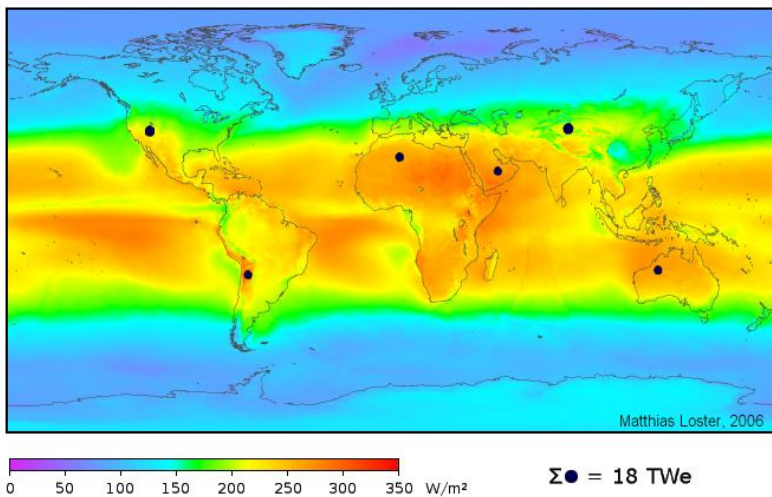 Matthias Loster, 2006
0 50 100 150 200 250 300 350 W/m²
Σ● = 18 TWe